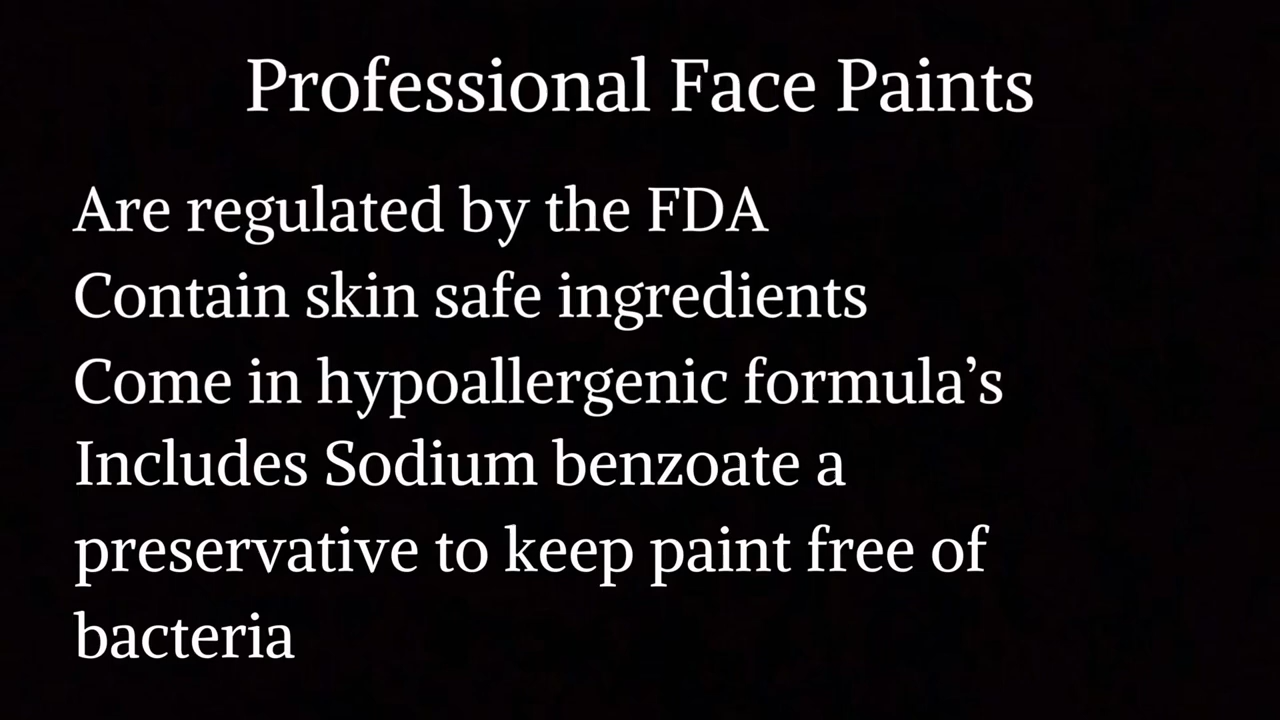 Professional Face Paints
Are regulated by the FDA
Contain skin safe ingredients
Come in hypoallergenic formula’s
Includes Sodium benzoate a
preservative to keep paint free of
bacteria